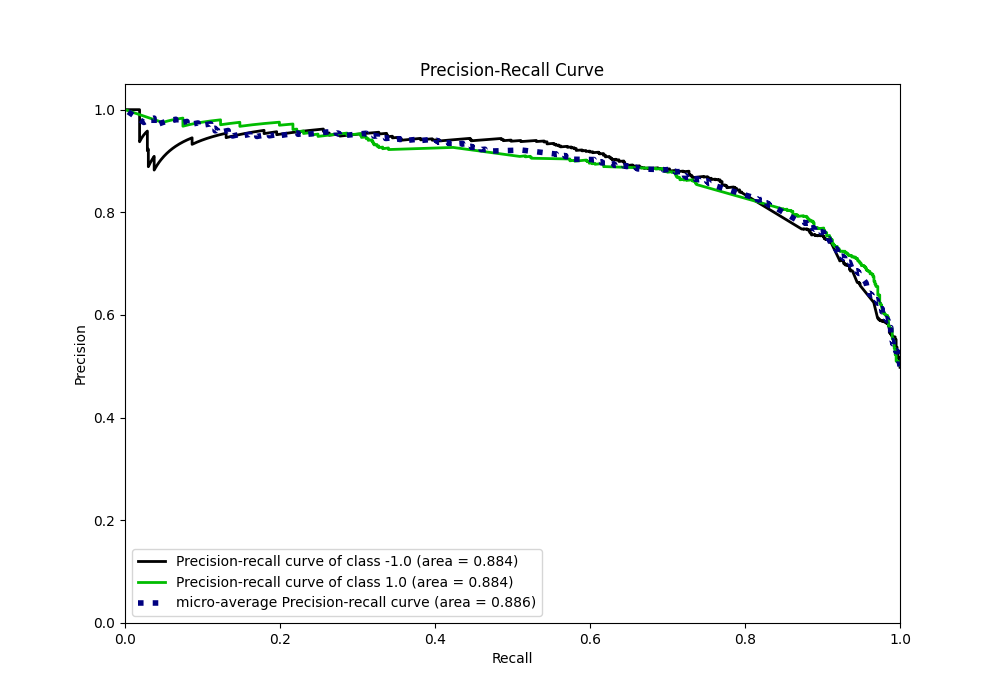 Precision-Recall Curve
1.0
0.8
0.6
0.4
0.2
0.0
Precision
Precision-recall curve of class -1.0 (area = 0.884)
Precision-recall curve of class 1.0 (area = 0.884)
micro-average Precision-recall curve (area = 0.886)
0.0 0.2 0.4 0.6 0.8 1.0
Recall